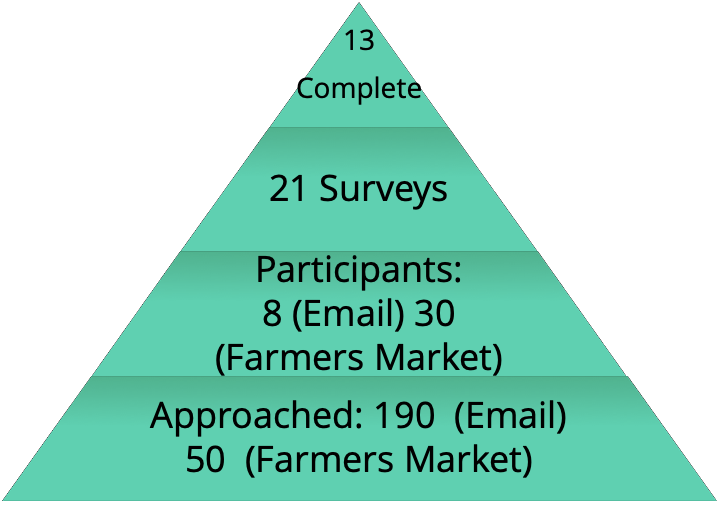 13
Complete
21 Surveys
Participants:
8 (Email) 30
(Farmers Market)
Approached: 190  (Email)
50  (Farmers Market)